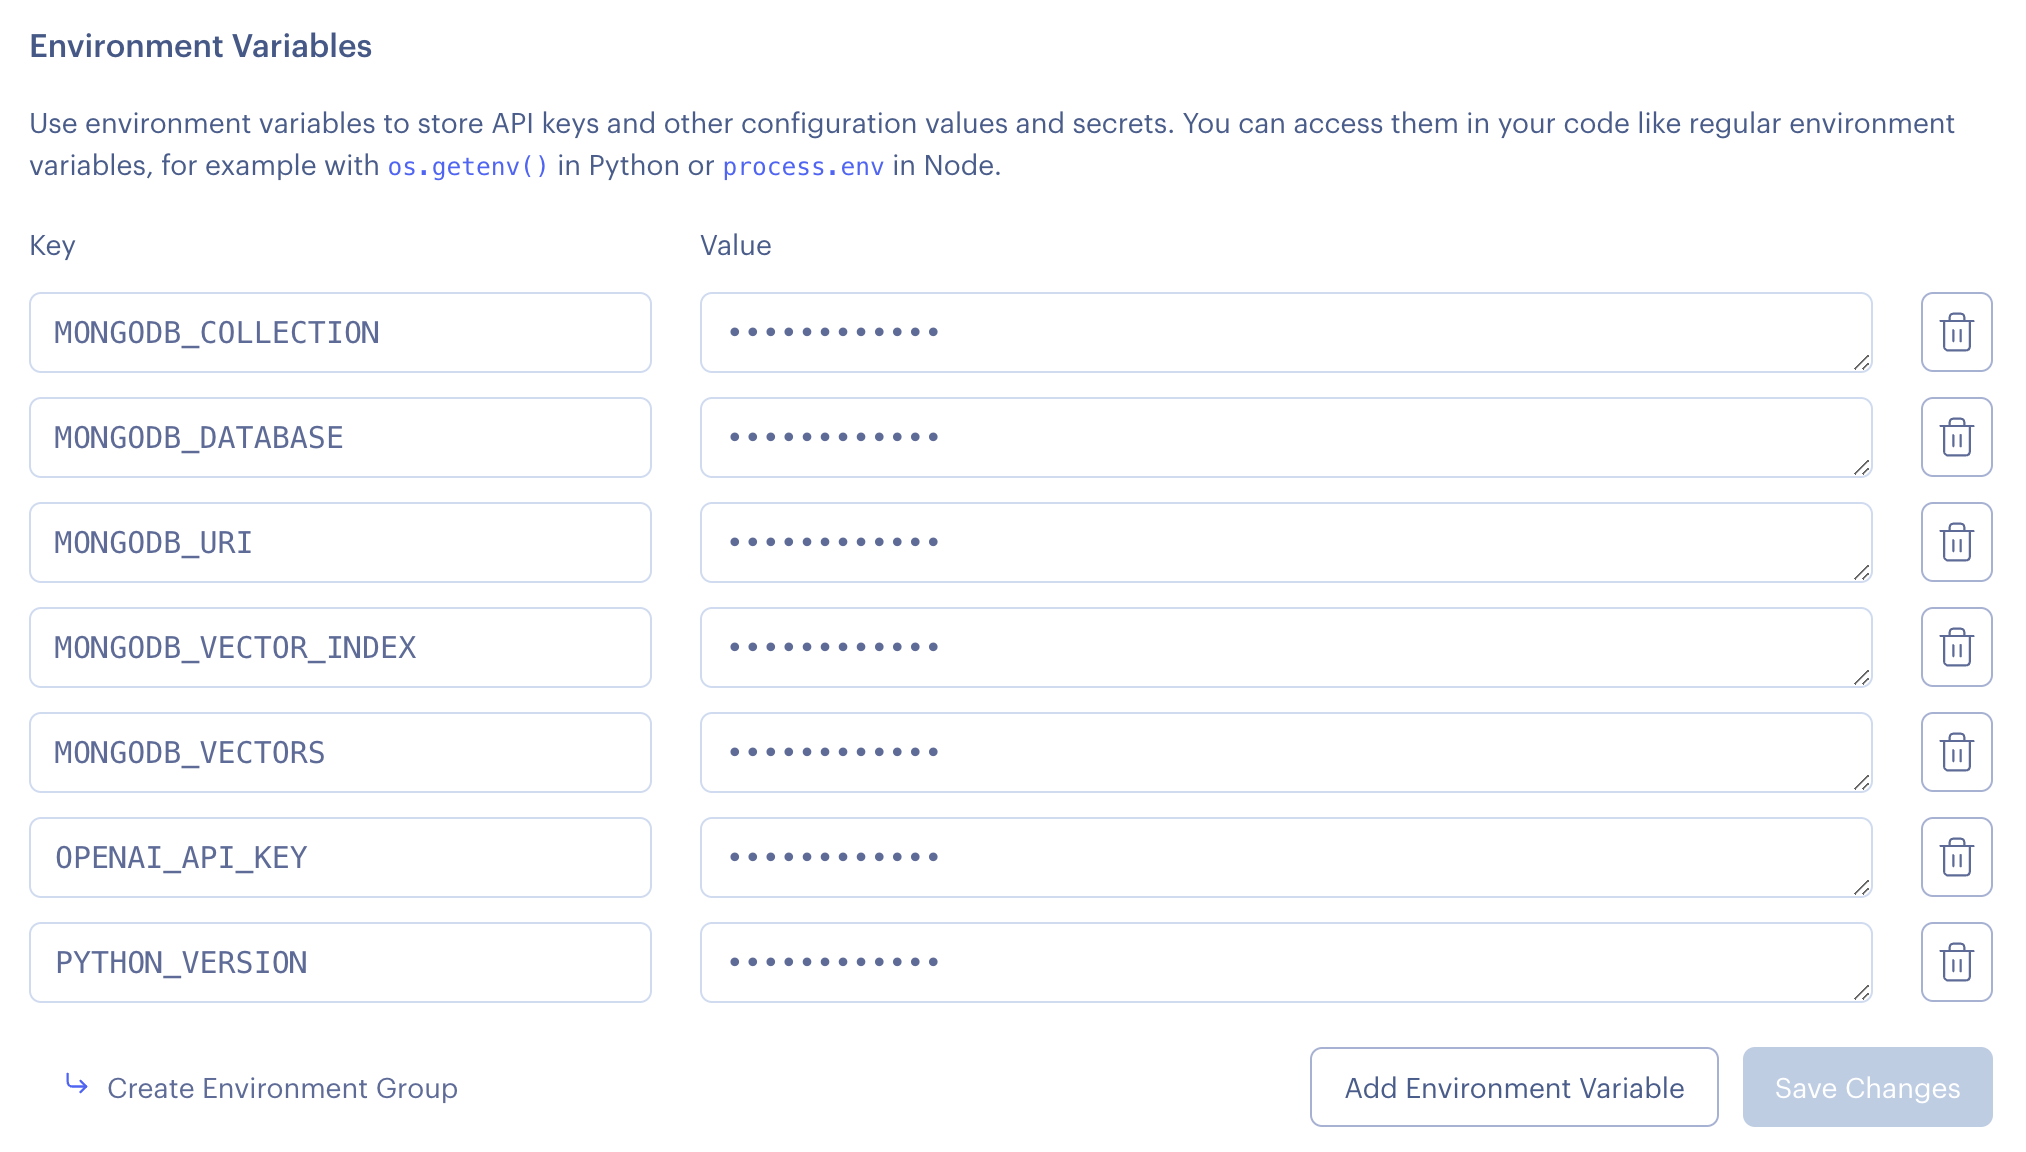 Environment Variables
Use environment variables to store API keys and other configuration values and secrets. You can access them in your code like regular environment
variables, for example with os.getenv() in Python or process.env in Node.
Key Value
MONGODB_COLLECTION ••••••••••••
MONGODB_DATABASE ••••••••••••
MONGODB_URI ••••••••••••
MONGODB_VECTOR_INDEX ••••••••••••
MONGODB_VECTORS ••••••••••••
OPENAI_API_KEY ••••••••••••
PYTHON_VERSION ••••••••••••
Create Environment Group Add Environment Variable Save Changes